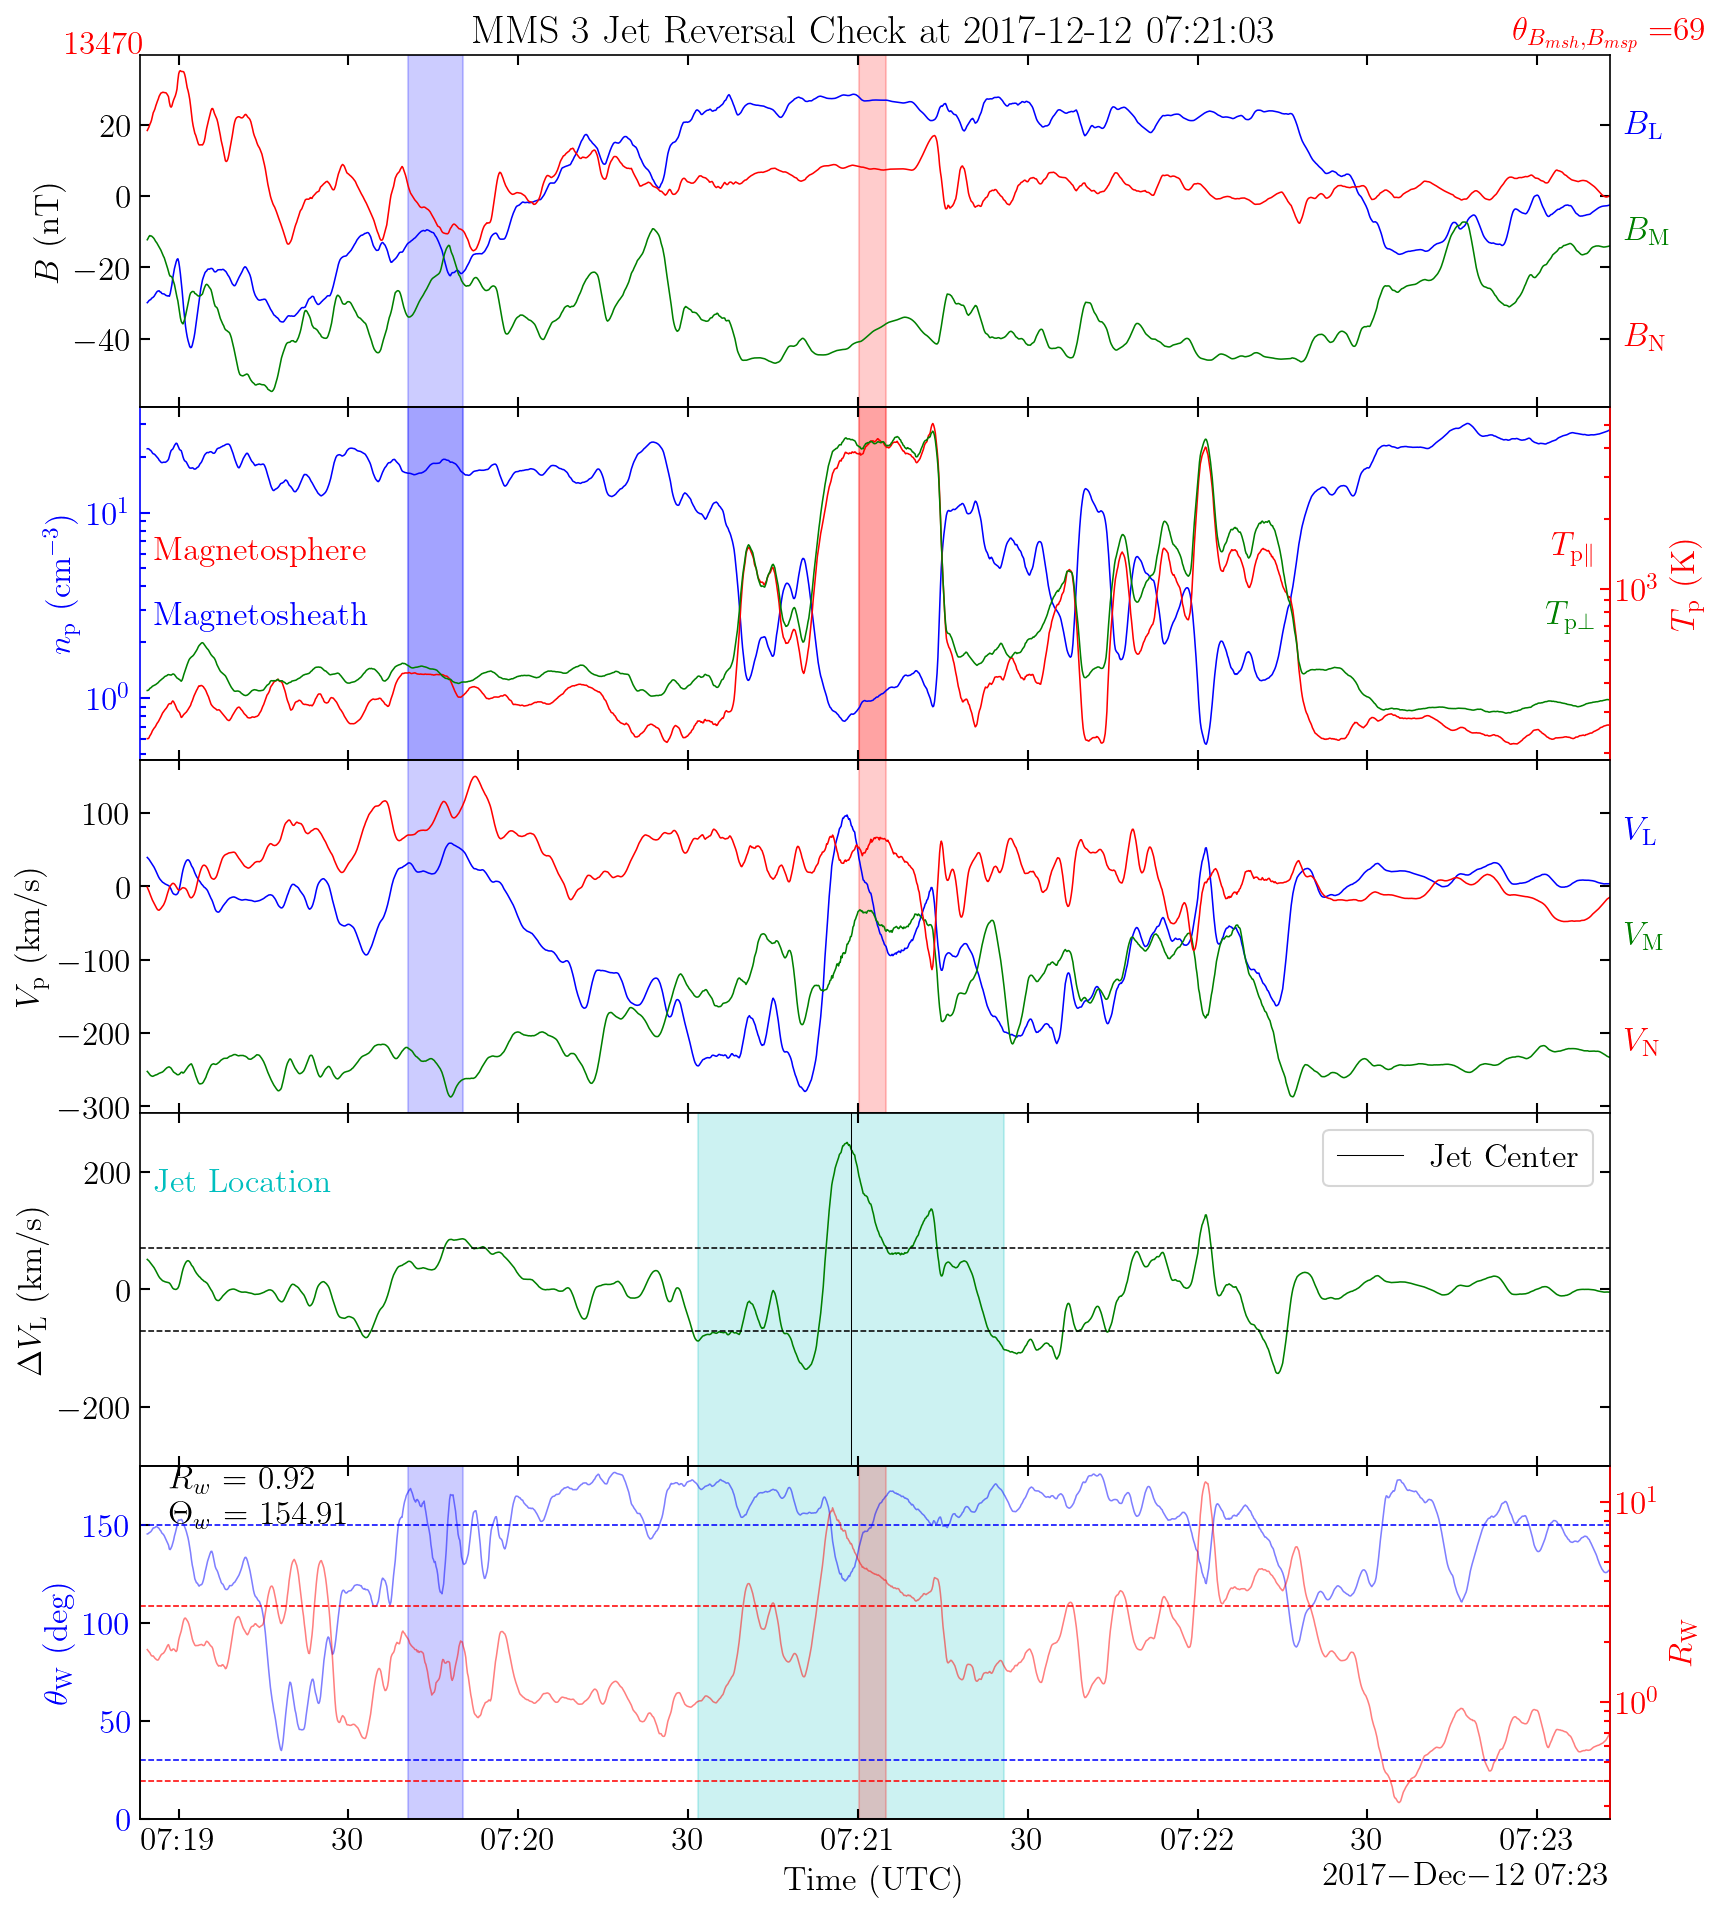 MMS 3 Jet Reversal Check at 2017-12-12 07:21:03
13470
θ_{B_{msh},B_{msp}} =69
B (nT)
20
0
−20
−40
B_L
B_M
B_N
n_p (cm^{−3})
10^1
10^0
Magnetosphere
Magnetosheath
T_{p∥}
T_{p⊥}
10^3
T_p (K)
V_p (km/s)
100
0
−100
−200
−300
V_L
V_M
V_N
ΔV_L (km/s)
200
0
−200
Jet Location
Jet Center
R_w = 0.92
Θ_w = 154.91
θ_W (deg)
150
100
50
0
10^1
10^0
R_W
07:19 30 07:20 30 07:21 30 07:22 30 07:23
Time (UTC)
2017−Dec−12 07:23